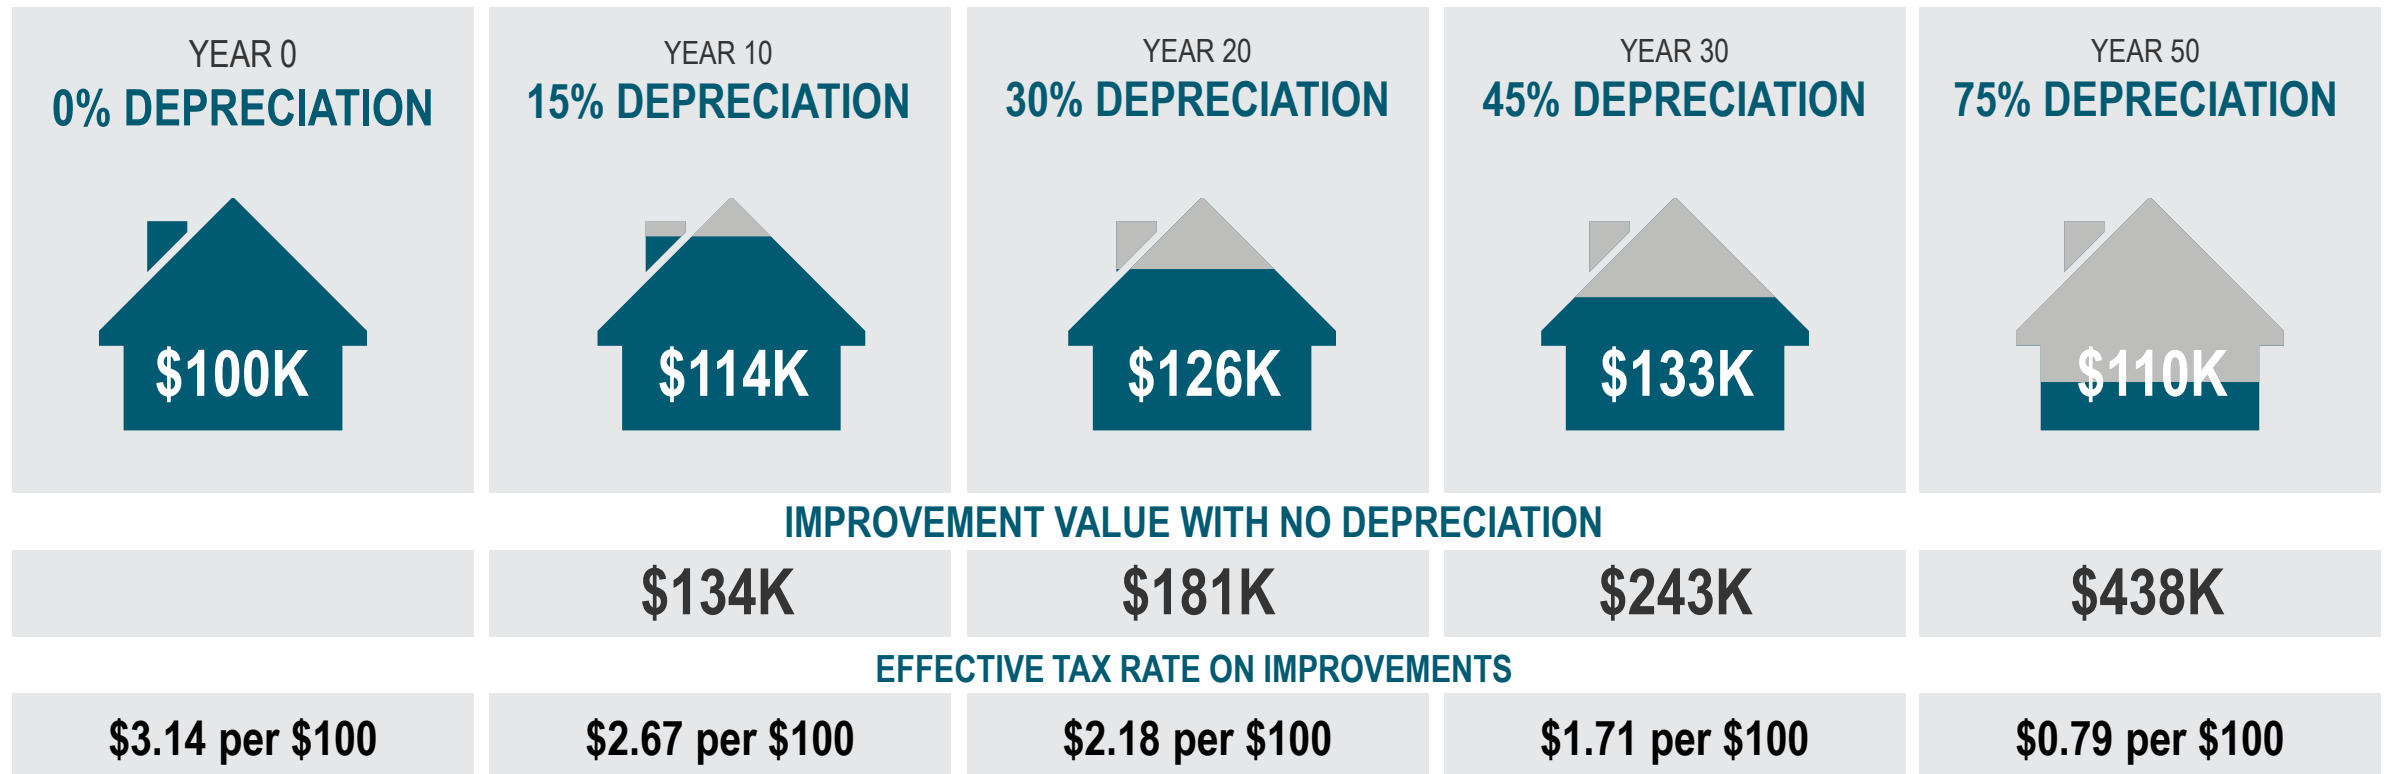 YEAR 0
0% DEPRECIATION
$100K
YEAR 10
15% DEPRECIATION
$114K
YEAR 20
30% DEPRECIATION
$126K
YEAR 30
45% DEPRECIATION
$133K
YEAR 50
75% DEPRECIATION
$110K
IMPROVEMENT VALUE WITH NO DEPRECIATION
$134K
$181K
$243K
$438K
EFFECTIVE TAX RATE ON IMPROVEMENTS
$3.14 per $100
$2.67 per $100
$2.18 per $100
$1.71 per $100
$0.79 per $100